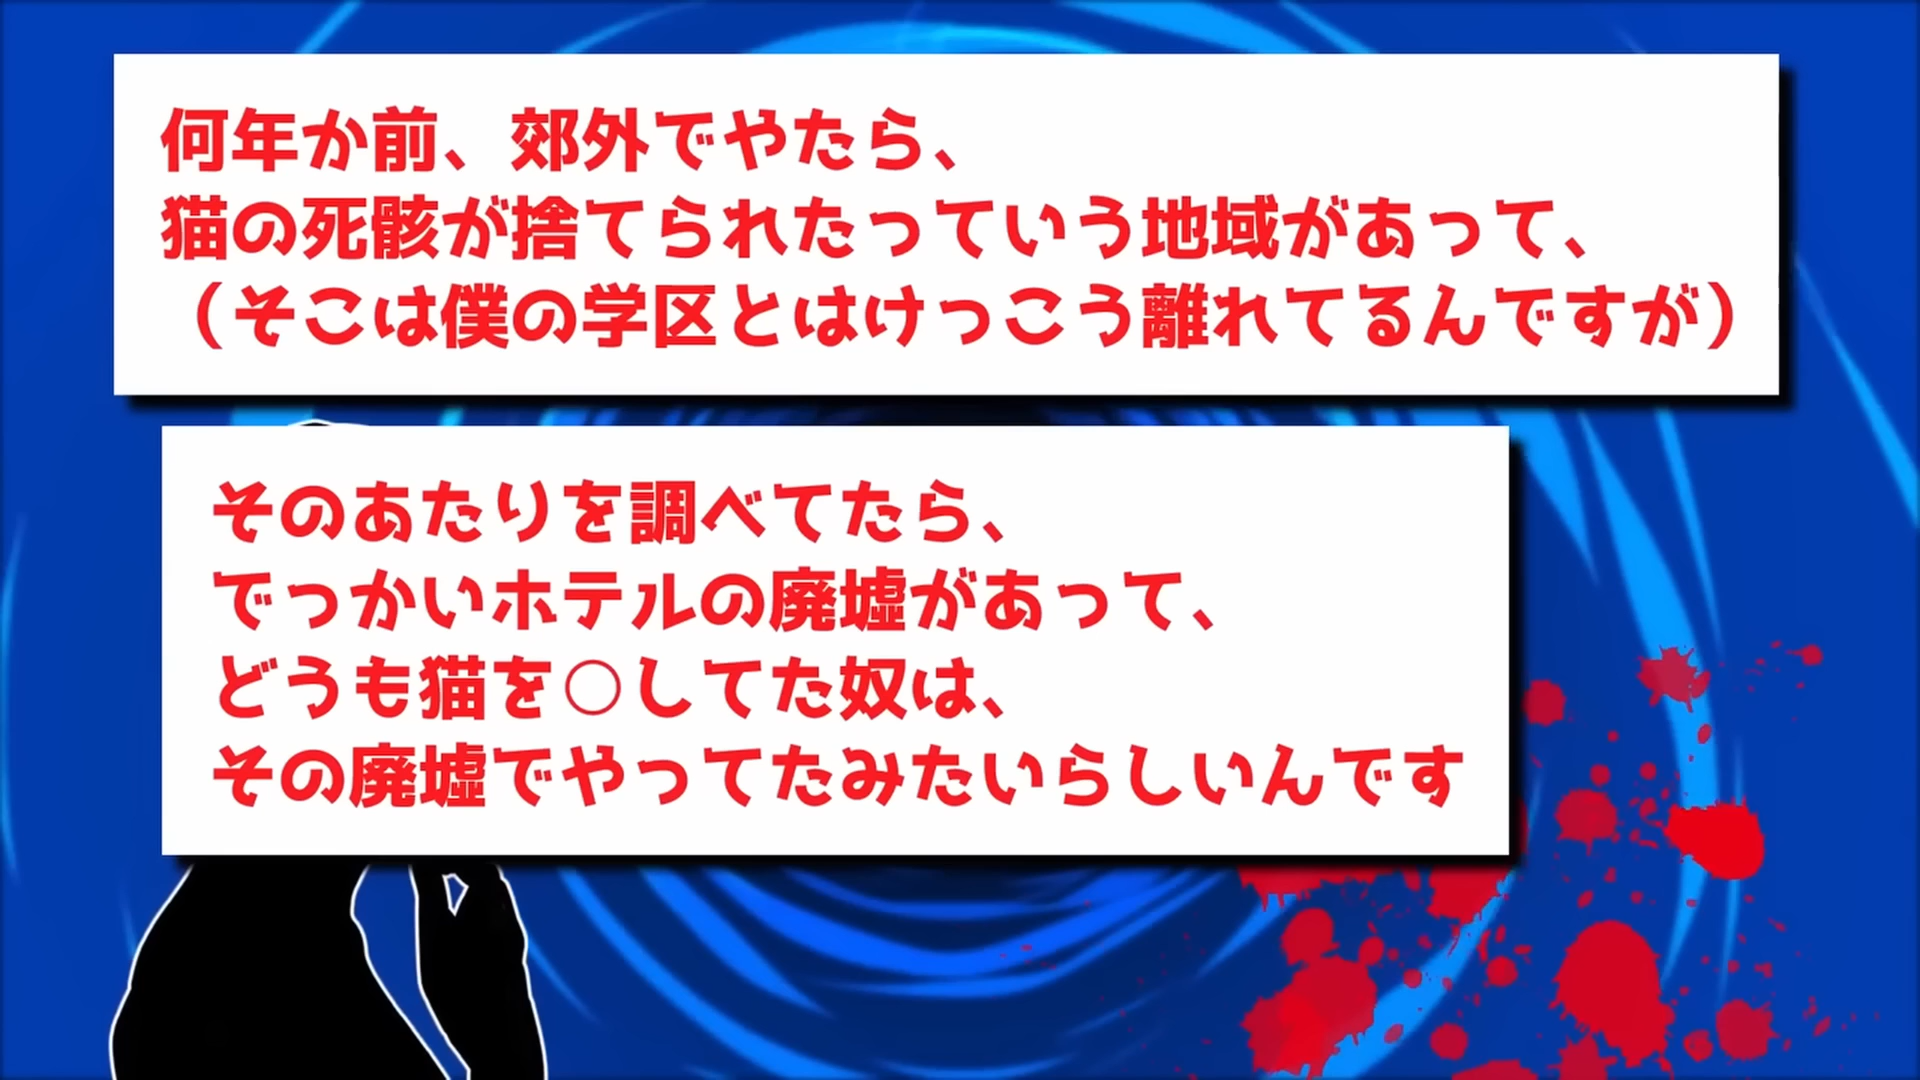 何年か前、郊外でやたら、
猫の死骸が捨てられたっていう地域があって、
（そこは僕の学区とはけっこう離れてるんですが）
そのあたりを調べてたら、
でっかいホテルの廃墟があって、
どうも猫を○してた奴は、
その廃墟でやってたみたいらしいんです